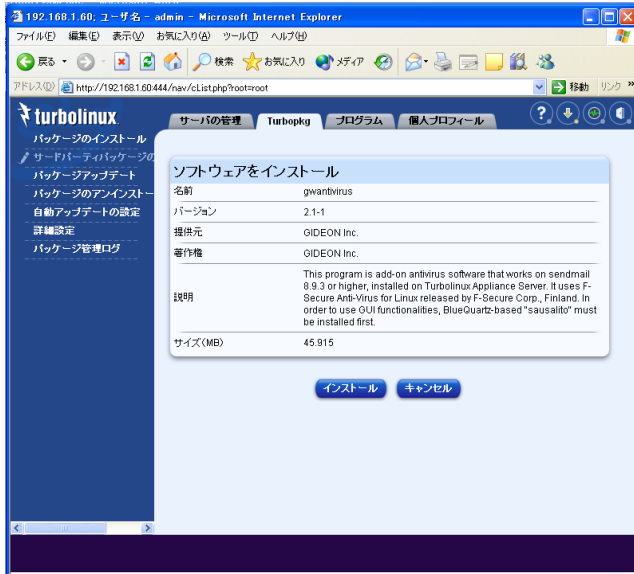 192.168.1.60; ユーザ名 - admin - Microsoft Internet Explorer
ファイル(F) 編集(E) 表示(V) お気に入り(A) ツール(T) ヘルプ(H)
戻る 検索 お気に入り メディア
アドレス(D) http://192.168.1.60:444/nav/cList.php?root=root 移動 リンク »
turbolinux
サーバの管理 Turbopkg プログラム 個人プロフィール
パッケージのインストール
サードパーティパッケージの
パッケージアップデート
パッケージのアンインストー
自動アップデートの設定
詳細設定
パッケージ管理ログ
ソフトウェアをインストール
名前 gwantivirus
バージョン 2.1-1
提供元 GIDEON Inc.
著作権 GIDEON Inc.
説明 This program is add-on antivirus software that works on sendmail
8.9.3 or higher, installed on Turbolinux Appliance Server. It uses F-
Secure Anti-Virus for Linux released by F-Secure Corp., Finland. In
order to use GUI functionalities, BlueQuartz-based "sausalito" must
be installed first.
サイズ(MB) 45.915
インストール キャンセル